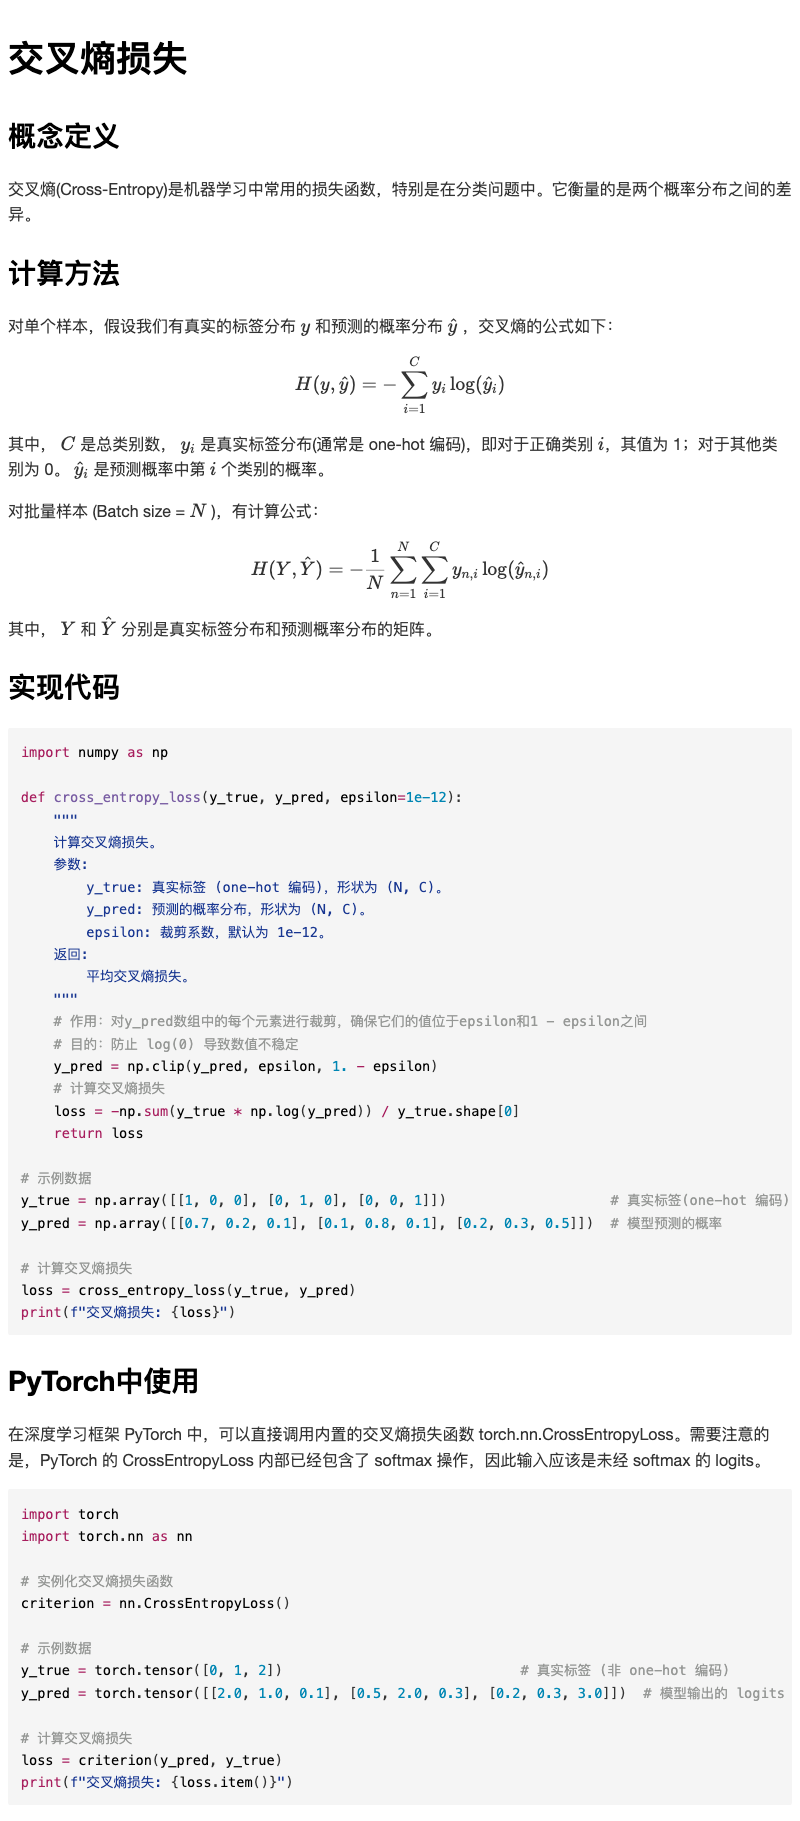 交叉熵损失
概念定义
交叉熵(Cross-Entropy)是机器学习中常用的损失函数，特别是在分类问题中。它衡量的是两个概率分布之间的差
异。
计算方法
对单个样本，假设我们有真实的标签分布 y 和预测的概率分布 ŷ ，交叉熵的公式如下：
H(y, ŷ) = − ∑_{i=1}^{C} y_i log(ŷ_i)
其中， C 是总类别数， y_i 是真实标签分布(通常是 one-hot 编码)，即对于正确类别 i，其值为 1；对于其他类
别为 0。 ŷ_i 是预测概率中第 i 个类别的概率。
对批量样本 (Batch size = N )，有计算公式：
H(Y, Ŷ) = − \frac{1}{N} ∑_{n=1}^{N} ∑_{i=1}^{C} y_{n,i} log(ŷ_{n,i})
其中， Y 和 Ŷ 分别是真实标签分布和预测概率分布的矩阵。
实现代码
import numpy as np
def cross_entropy_loss(y_true, y_pred, epsilon=1e-12):
    """
    计算交叉熵损失。
    参数:
        y_true: 真实标签 (one-hot 编码)，形状为 (N, C)。
        y_pred: 预测的概率分布，形状为 (N, C)。
        epsilon: 裁剪系数，默认为 1e-12。
    返回:
        平均交叉熵损失。
    """
    # 作用：对y_pred数组中的每个元素进行裁剪，确保它们的值位于epsilon和1 - epsilon之间
    # 目的：防止 log(0) 导致数值不稳定
    y_pred = np.clip(y_pred, epsilon, 1. - epsilon)
    # 计算交叉熵损失
    loss = -np.sum(y_true * np.log(y_pred)) / y_true.shape[0]
    return loss
# 示例数据
y_true = np.array([[1, 0, 0], [0, 1, 0], [0, 0, 1]])                    # 真实标签(one-hot 编码)
y_pred = np.array([[0.7, 0.2, 0.1], [0.1, 0.8, 0.1], [0.2, 0.3, 0.5]])  # 模型预测的概率
# 计算交叉熵损失
loss = cross_entropy_loss(y_true, y_pred)
print(f"交叉熵损失: {loss}")
PyTorch中使用
在深度学习框架 PyTorch 中，可以直接调用内置的交叉熵损失函数 torch.nn.CrossEntropyLoss。需要注意的
是，PyTorch 的 CrossEntropyLoss 内部已经包含了 softmax 操作，因此输入应该是未经 softmax 的 logits。
import torch
import torch.nn as nn
# 实例化交叉熵损失函数
criterion = nn.CrossEntropyLoss()
# 示例数据
y_true = torch.tensor([0, 1, 2])                             # 真实标签 (非 one-hot 编码)
y_pred = torch.tensor([[2.0, 1.0, 0.1], [0.5, 2.0, 0.3], [0.2, 0.3, 3.0]])  # 模型输出的 logits
# 计算交叉熵损失
loss = criterion(y_pred, y_true)
print(f"交叉熵损失: {loss.item()}")